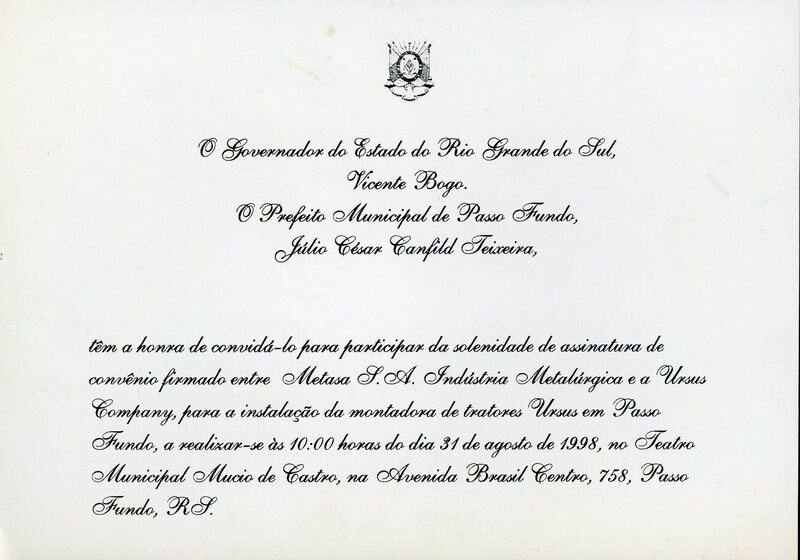 O Governador do Estado do Rio Grande do Sul,
Vicente Bogo.
O Prefeito Municipal de Passo Fundo,
Júlio César Canfild Teixeira,
têm a honra de convidá-lo para participar da solenidade de assinatura de
convênio firmado entre Metasa S.A. Indústria Metalúrgica e a Ursus
Company, para a instalação da montadora de tratores Ursus em Passo
Fundo, a realizar-se às 10:00 horas do dia 31 de agosto de 1998, no Teatro
Municipal Mucio de Castro, na Avenida Brasil Centro, 758, Passo
Fundo, RS.